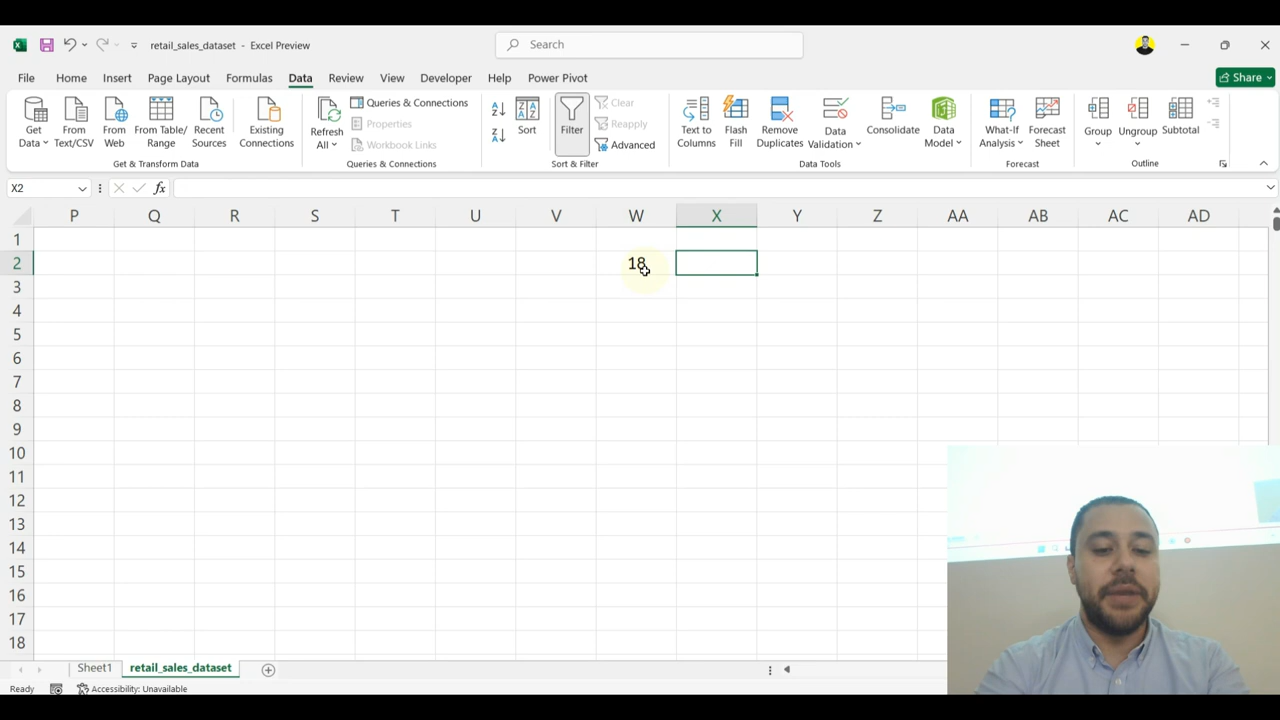 retail_sales_dataset - Excel Preview
Search
File Home Insert Page Layout Formulas Data Review View Developer Help Power Pivot
Share
Get Data
From Text/CSV
From Web
From Table/ Range
Recent Sources
Existing Connections
Get & Transform Data
Refresh All
Queries & Connections
Properties
Workbook Links
Queries & Connections
Sort
Filter
Clear
Reapply
Advanced
Sort & Filter
Text to Columns
Flash Fill
Remove Duplicates
Data Validation
Consolidate
Data Model
Data Tools
What-If Analysis
Forecast Sheet
Forecast
Group
Ungroup
Subtotal
Outline
X2
fx
P Q R S T U V W X Y Z AA AB AC AD
1
2 18
3
4
5
6
7
8
9
10
11
12
13
14
15
16
17
18
Sheet1 retail_sales_dataset
Ready Accessibility: Unavailable